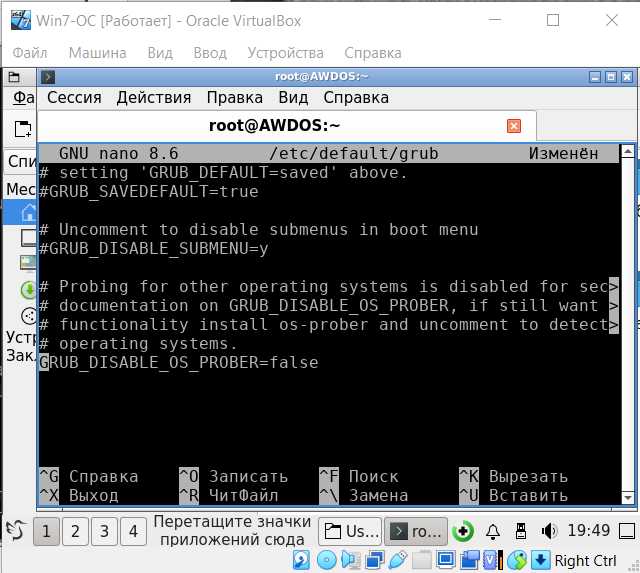 Win7-ОС [Работает] - Oracle VirtualBox
Файл Машина Вид Ввод Устройства Справка
root@AWDOS:~
Фа
Сессия Действия Правка Вид Справка
root@AWDOS:~
GNU nano 8.6 /etc/default/grub Изменён
Спи
Мес
Устр
Закл
# setting 'GRUB_DEFAULT=saved' above.
#GRUB_SAVEDEFAULT=true
# Uncomment to disable submenus in boot menu
#GRUB_DISABLE_SUBMENU=y
# Probing for other operating systems is disabled for sec>
# documentation on GRUB_DISABLE_OS_PROBER, if still want >
# functionality install os-prober and uncomment to detect>
# operating systems.
GRUB_DISABLE_OS_PROBER=false
^G Справка ^O Записать ^F Поиск ^K Вырезать
^X Выход ^R ЧитФайл ^\ Замена ^U Вставить
1 2 3 4 Перетащите значки приложений сюда Us... ro... 19:49
Right Ctrl